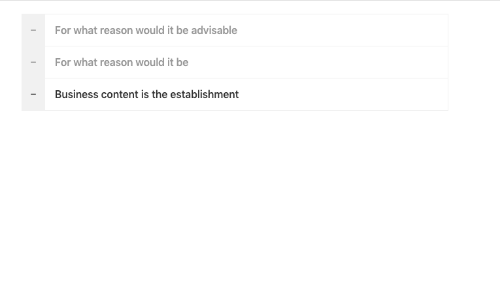 – For what reason would it be advisable
– For what reason would it be
– Business content is the establishment